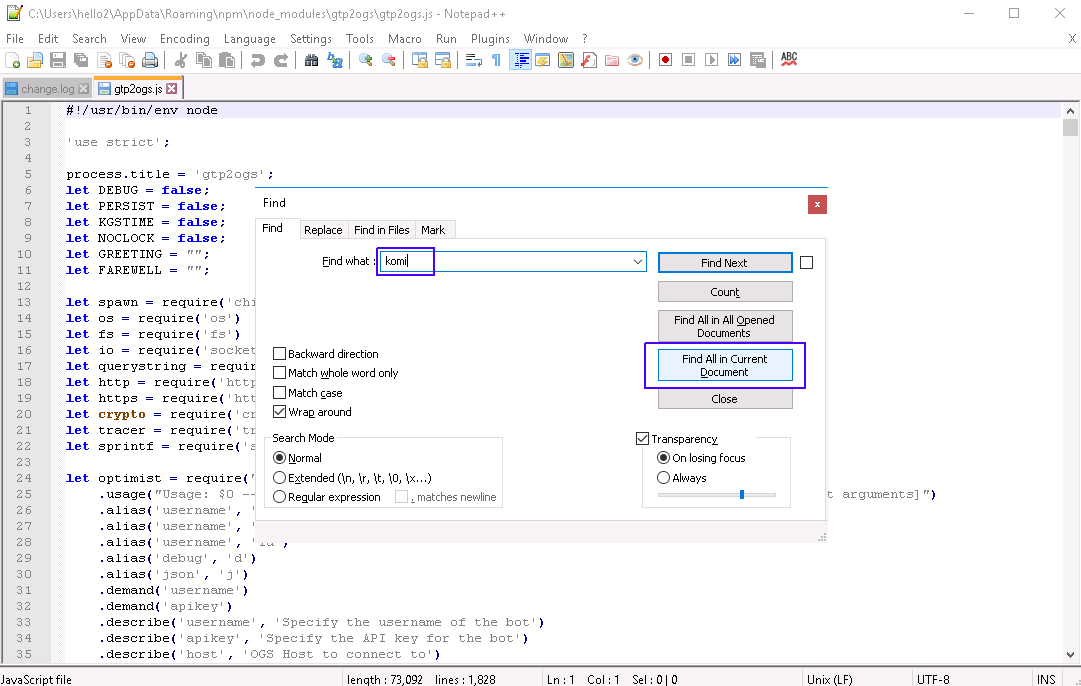 C:\Users\hello2\AppData\Roaming\npm\node_modules\gtp2ogs\gtp2ogs.js - Notepad++
File Edit Search View Encoding Language Settings Tools Macro Run Plugins Window ? X
ABC
change.log gtp2ogs.js
1 #!/usr/bin/env node
2
3 'use strict';
4
5 process.title = 'gtp2ogs';
6 let DEBUG = false;
7 let PERSIST = false;
8 let KGSTIME = false;
9 let NOCLOCK = false;
10 let GREETING = "";
11 let FAREWELL = "";
12
13 let spawn = require('chi
14 let os = require('os')
15 let fs = require('fs')
16 let io = require('socket
17 let querystring = requir
18 let http = require('http
19 let https = require('htt
20 let crypto = require('cr
21 let tracer = require('tr
22 let sprintf = require('s
23
24 let optimist = require("
25 .usage("Usage: $0 -- t arguments]")
26 .alias('username', '
27 .alias('username', '
28 .alias('username', 'id',
29 .alias('debug', 'd')
30 .alias('json', 'j')
31 .demand('username')
32 .demand('apikey')
33 .describe('username', 'Specify the username of the bot')
34 .describe('apikey', 'Specify the API key for the bot')
35 .describe('host', 'OGS Host to connect to')
Find
x
Find Replace Find in Files Mark
Find what : komi
Find Next
Count
Find All in All Opened
Documents
Find All in Current
Document
Close
Backward direction
Match whole word only
Match case
Wrap around
Search Mode
Normal
Extended (\n, \r, \t, \0, \x...)
Regular expression . matches newline
Transparency
On losing focus
Always
JavaScript file length : 73,092 lines : 1,828 Ln : 1 Col : 1 Sel : 0 | 0 Unix (LF) UTF-8 INS